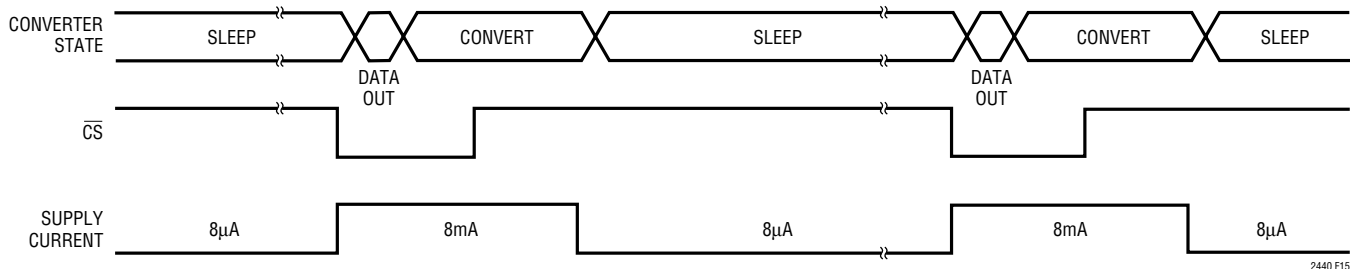 CONVERTER
STATE
SLEEP
CONVERT
SLEEP
CONVERT
SLEEP
DATA
OUT
DATA
OUT
CS
SUPPLY
CURRENT
8µA
8mA
8µA
8mA
8µA
2440 F15